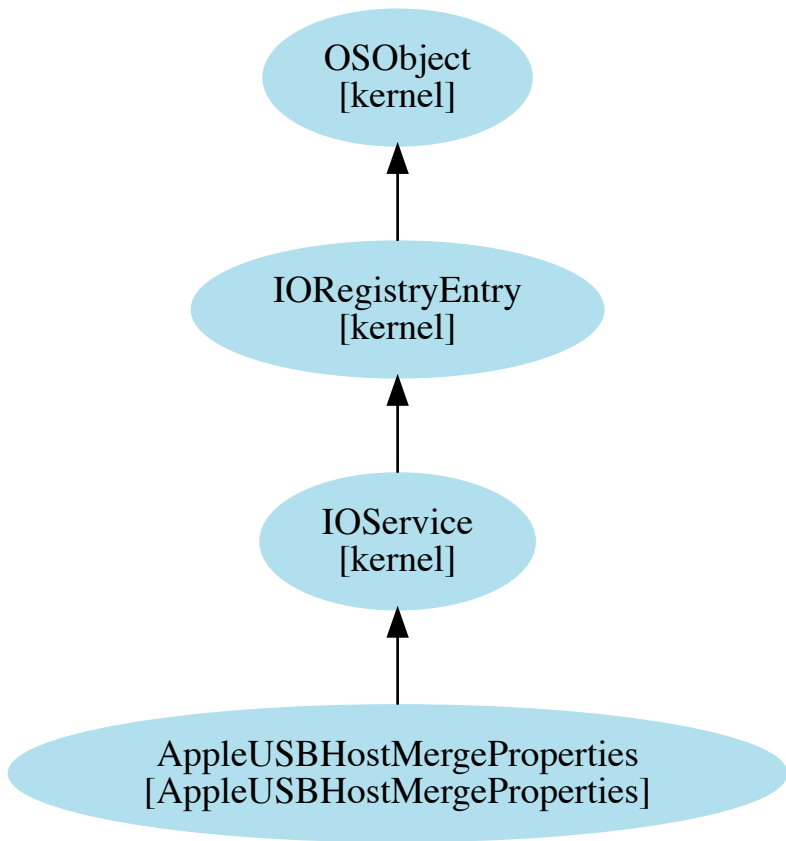 OSObject
[kernel]
IORegistryEntry
[kernel]
IOService
[kernel]
AppleUSBHostMergeProperties
[AppleUSBHostMergeProperties]